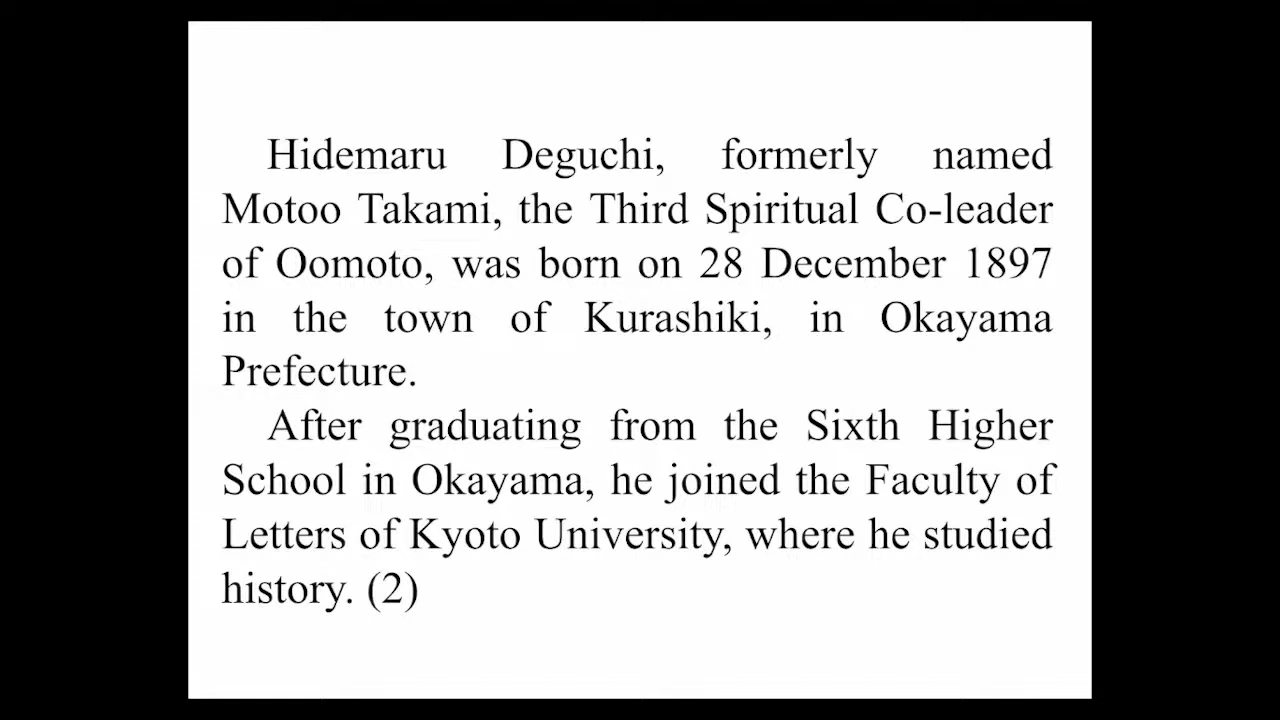 Hidemaru Deguchi, formerly named
Motoo Takami, the Third Spiritual Co-leader
of Oomoto, was born on 28 December 1897
in the town of Kurashiki, in Okayama
Prefecture.
After graduating from the Sixth Higher
School in Okayama, he joined the Faculty of
Letters of Kyoto University, where he studied
history. (2)